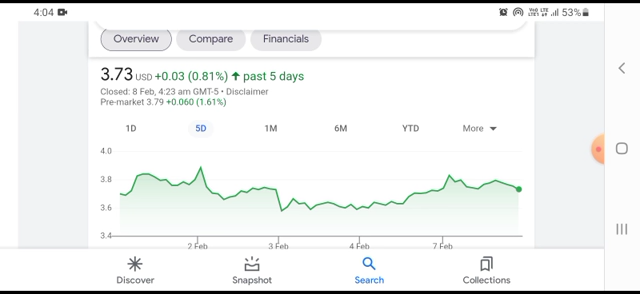 4:04
53%
Overview Compare Financials
3.73 USD +0.03 (0.81%) ↑ past 5 days
Closed: 8 Feb, 4:23 am GMT-5 • Disclaimer
Pre-market 3.79 +0.060 (1.61%)
1D 5D 1M 6M YTD More
4.0
3.8
3.6
3.4
2 Feb 3 Feb 4 Feb 7 Feb
Discover Snapshot Search Collections